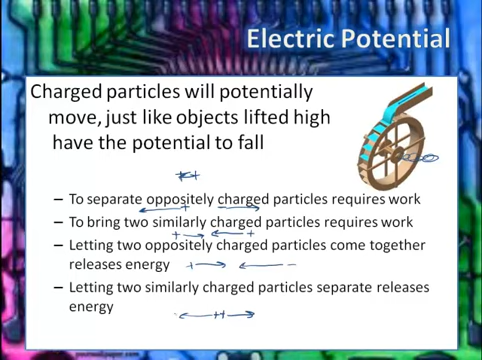 Electric Potential
Charged particles will potentially
move, just like objects lifted high
have the potential to fall
– To separate oppositely charged particles requires work
– To bring two similarly charged particles requires work
– Letting two oppositely charged particles come together
releases energy
– Letting two similarly charged particles separate releases
energy
yourwallpaper.com